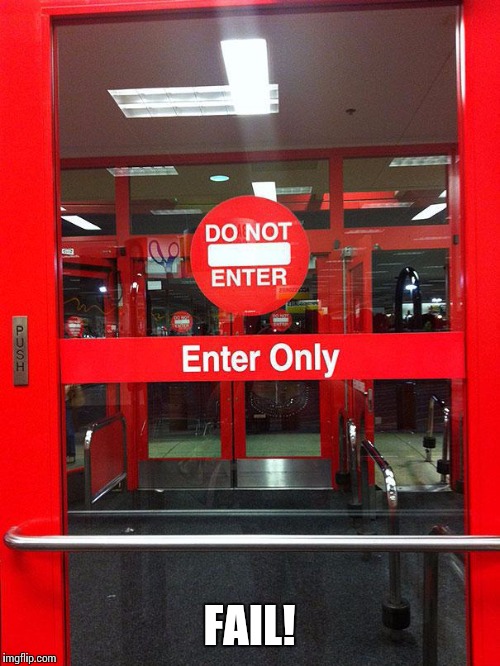 DO NOT
ENTER
Enter Only
PUSH
FAIL!
imgflip.com